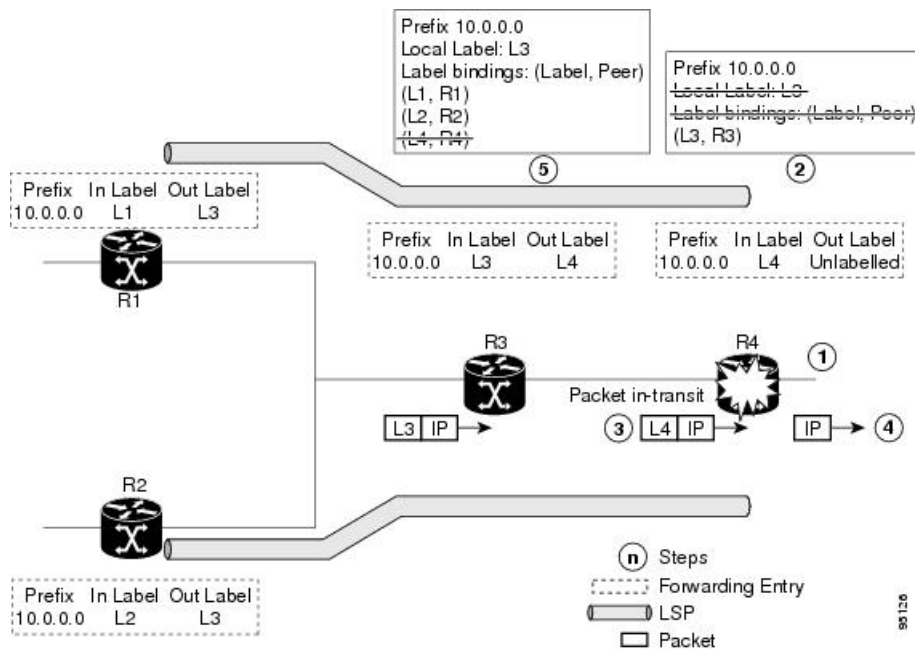 Prefix 10.0.0.0
Local Label: L3
Label bindings: (Label, Peer)
(L1, R1)
(L2, R2)
(L4, R4)
5
Prefix 10.0.0.0
Local Label: L3
Label bindings: (Label, Peer)
(L3, R3)
2
Prefix In Label Out Label
10.0.0.0 L1 L3
R1
Prefix In Label Out Label
10.0.0.0 L3 L4
Prefix In Label Out Label
10.0.0.0 L4 Unlabelled
R3
R4
1
Packet in-transit
L3 IP
3
L4 IP
IP
4
R2
Prefix In Label Out Label
10.0.0.0 L2 L3
n Steps
Forwarding Entry
LSP
Packet
95126